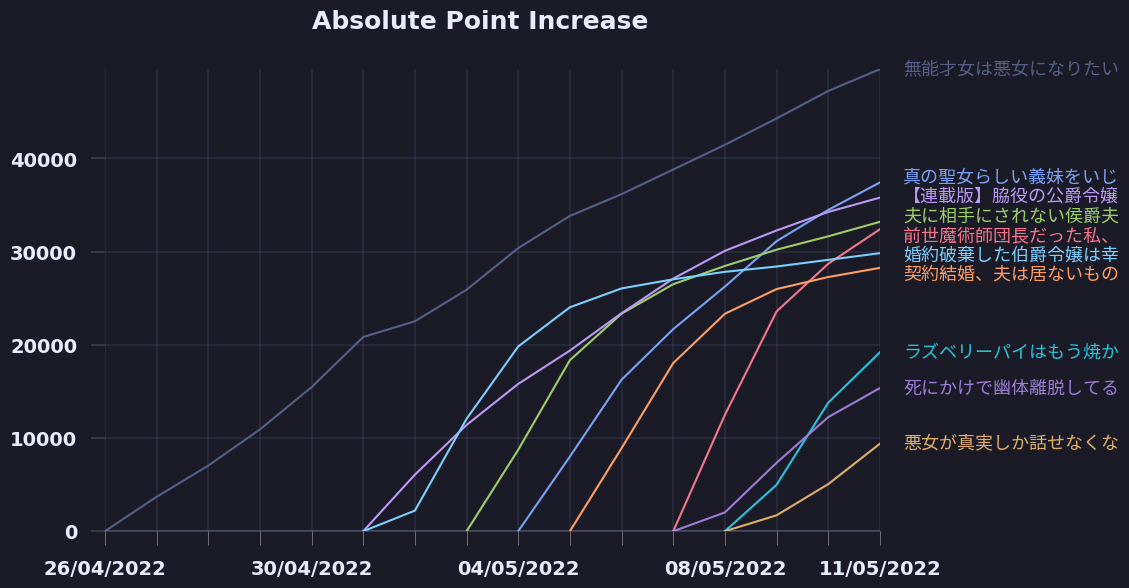 Absolute Point Increase
無能才女は悪女になりたい
40000
真の聖女らしい義妹をいじ
【連載版】脇役の公爵令嬢
夫に相手にされない侯爵夫
前世魔術師団長だった私、
30000
婚約破棄した伯爵令嬢は幸
契約結婚、夫は居ないもの
20000
ラズベリーパイはもう焼か
死にかけで幽体離脱してる
10000
悪女が真実しか話せなくな
0
26/04/2022
30/04/2022
04/05/2022
08/05/2022
11/05/2022